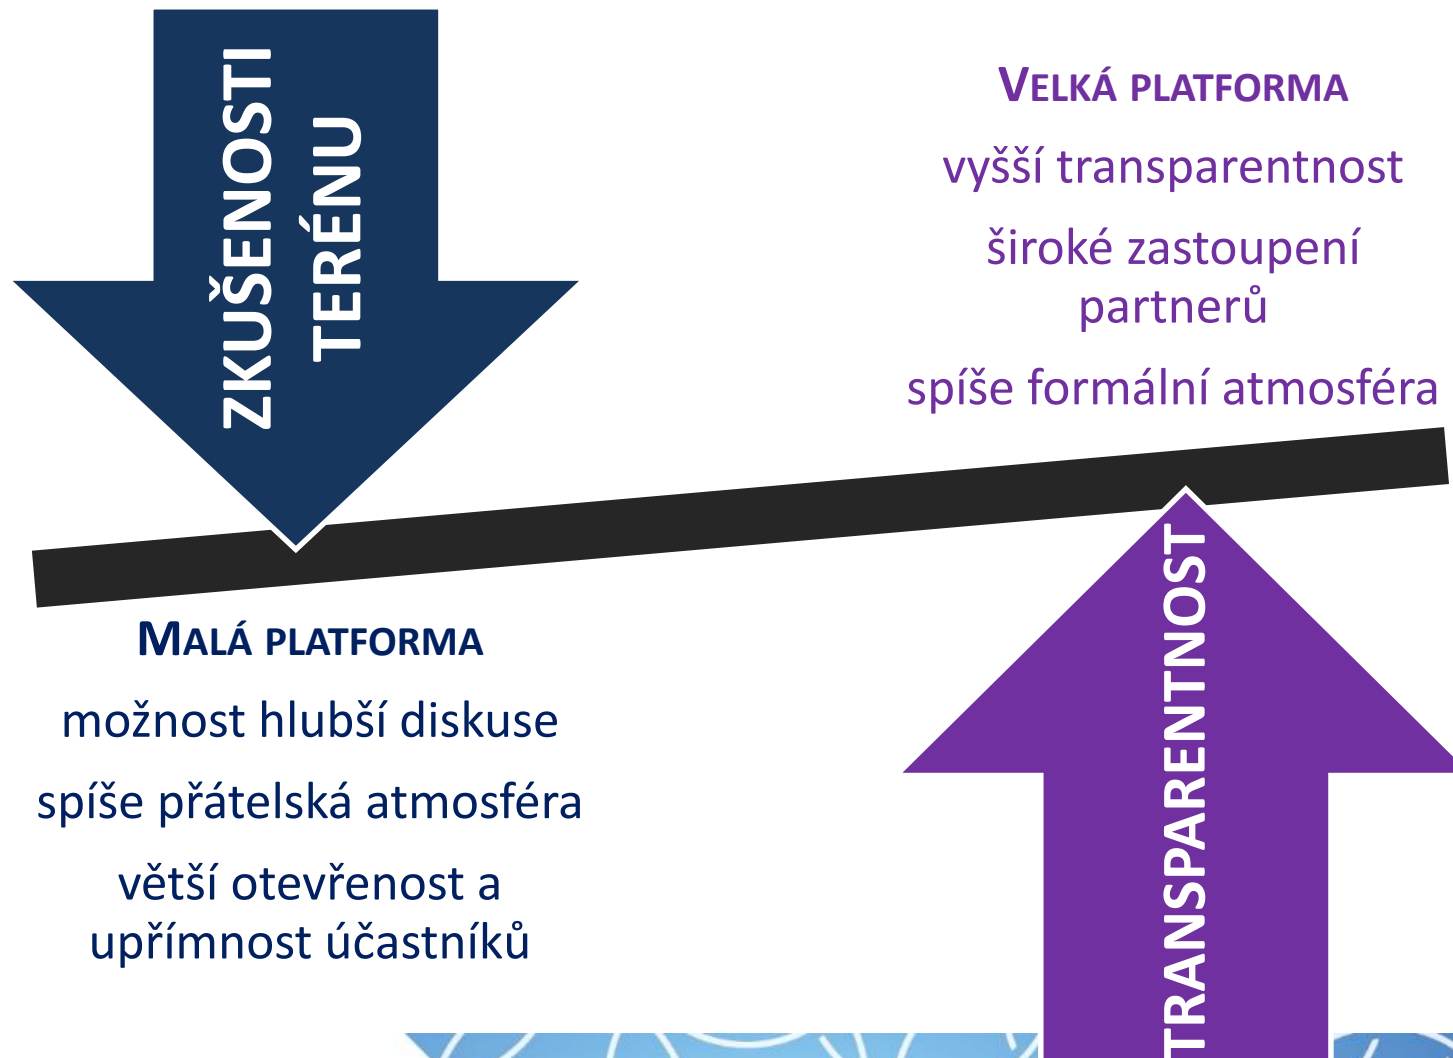 ZKUŠENOSTI
TERÉNU
VELKÁ PLATFORMA
vyšší transparentnost
široké zastoupení
partnerů
spíše formální atmosféra
MALÁ PLATFORMA
možnost hlubší diskuse
spíše přátelská atmosféra
větší otevřenost a
upřímnost účastníků
TRANSPARENTNOST